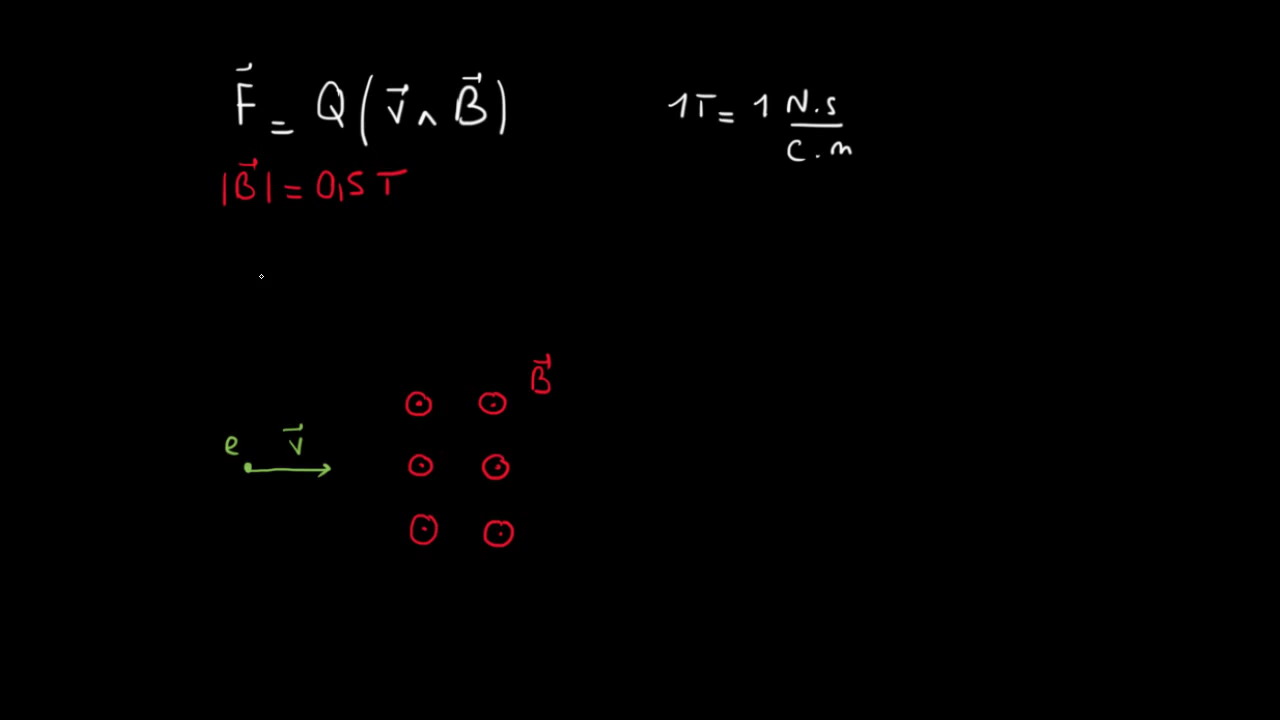 F⃗ = Q(v⃗ ∧ B⃗)
1T = 1 N.s / C.m
|B⃗| = 0,5 T
B⃗
e v⃗